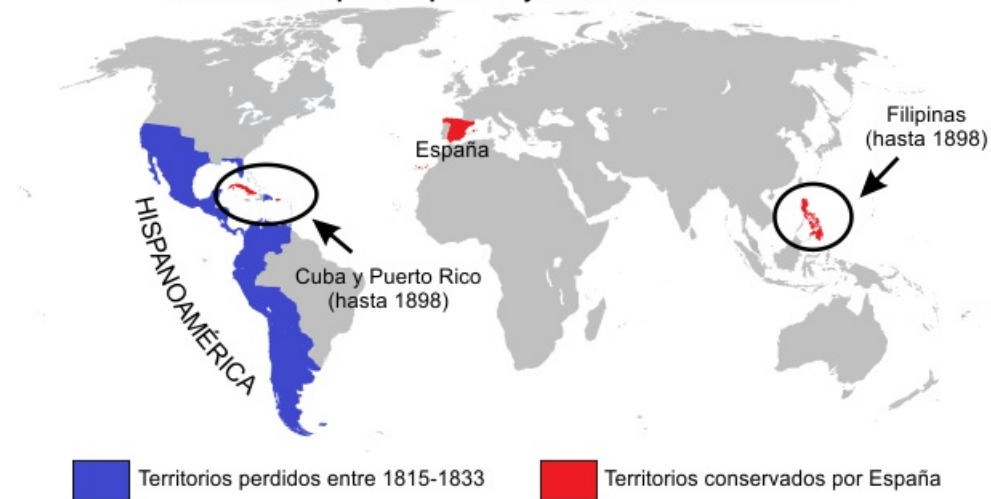 España
Filipinas
(hasta 1898)
HISPANOAMÉRICA
Cuba y Puerto Rico
(hasta 1898)
Territorios perdidos entre 1815-1833
Territorios conservados por España